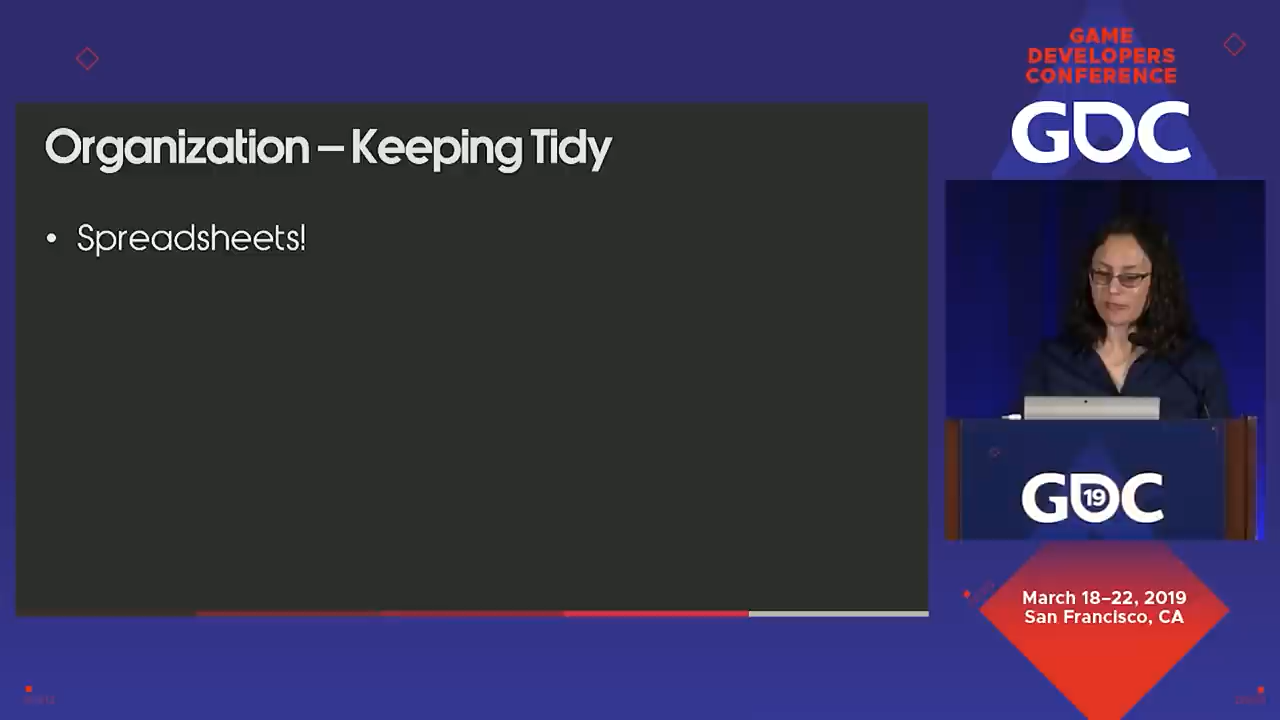 GAME
DEVELOPERS
CONFERENCE
GDC
Organization – Keeping Tidy
• Spreadsheets!
GDC
19
March 18–22, 2019
San Francisco, CA